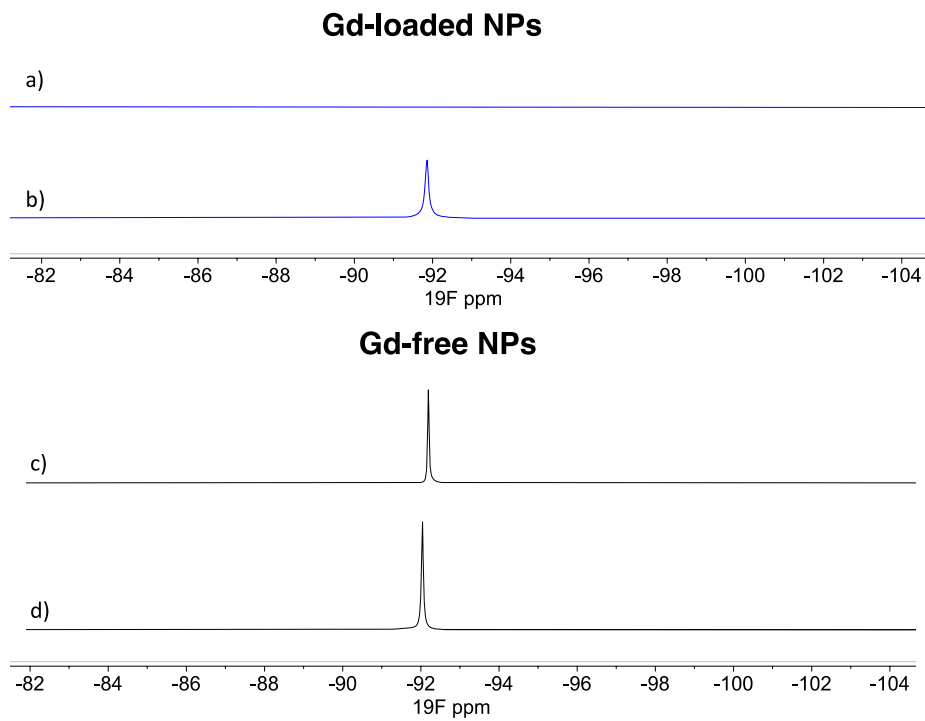 Gd-loaded NPs
a)
b)
-82 -84 -86 -88 -90 -92 -94 -96 -98 -100 -102 -104
19F ppm
Gd-free NPs
c)
d)
-82 -84 -86 -88 -90 -92 -94 -96 -98 -100 -102 -104
19F ppm